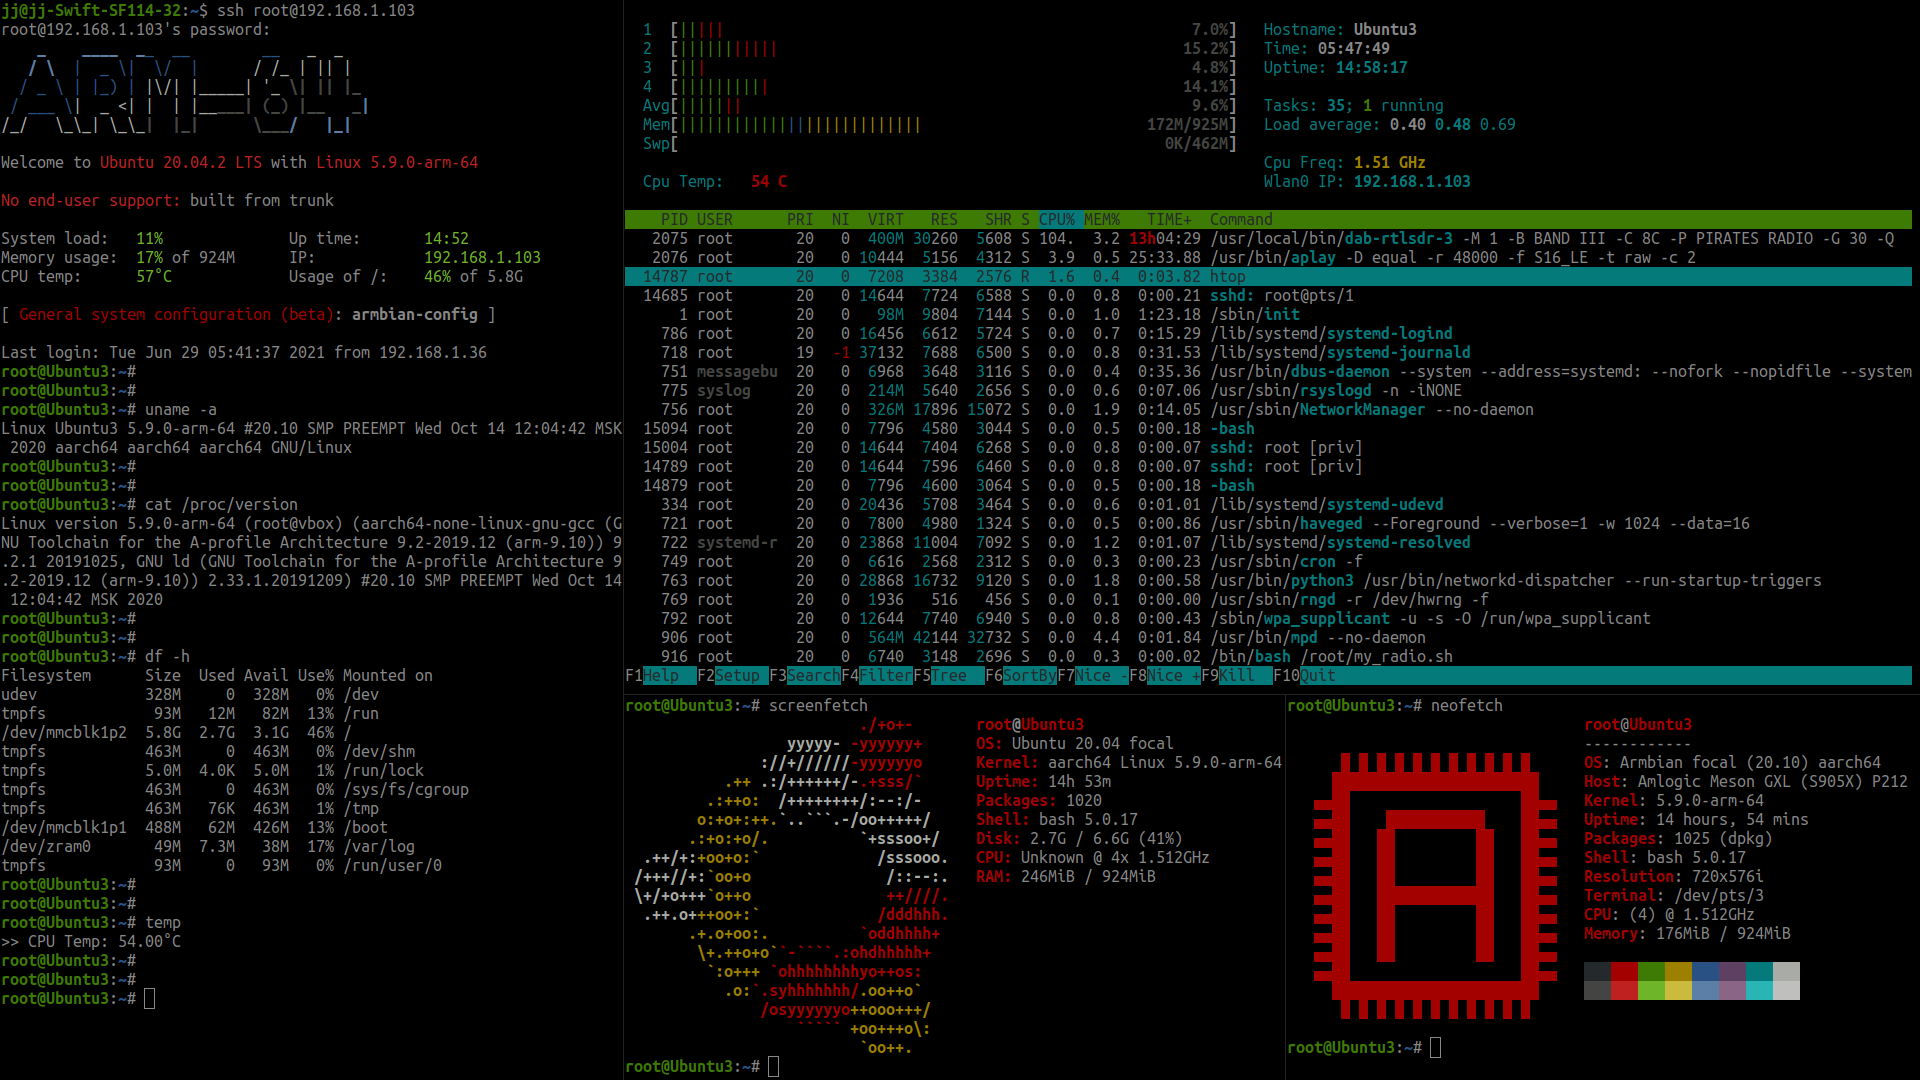 jj@jj-Swift-SF114-32:~$ ssh root@192.168.1.103
root@192.168.1.103's password:
ARM-64
Welcome to Ubuntu 20.04.2 LTS with Linux 5.9.0-arm-64
No end-user support: built from trunk
System load:   11%              Up time:       14:52
Memory usage:  17% of 924M      IP:            192.168.1.103
CPU temp:      57°C             Usage of /:    46% of 5.8G
[ General system configuration (beta): armbian-config ]
Last login: Tue Jun 29 05:41:37 2021 from 192.168.1.36
root@Ubuntu3:~#
root@Ubuntu3:~#
root@Ubuntu3:~# uname -a
Linux Ubuntu3 5.9.0-arm-64 #20.10 SMP PREEMPT Wed Oct 14 12:04:42 MSK
 2020 aarch64 aarch64 aarch64 GNU/Linux
root@Ubuntu3:~#
root@Ubuntu3:~#
root@Ubuntu3:~# cat /proc/version
Linux version 5.9.0-arm-64 (root@vbox) (aarch64-none-linux-gnu-gcc (G
NU Toolchain for the A-profile Architecture 9.2-2019.12 (arm-9.10)) 9
.2.1 20191025, GNU ld (GNU Toolchain for the A-profile Architecture 9
.2-2019.12 (arm-9.10)) 2.33.1.20191209) #20.10 SMP PREEMPT Wed Oct 14
 12:04:42 MSK 2020
root@Ubuntu3:~#
root@Ubuntu3:~#
root@Ubuntu3:~# df -h
Filesystem      Size  Used Avail Use% Mounted on
udev            328M     0  328M   0% /dev
tmpfs            93M   12M   82M  13% /run
/dev/mmcblk1p2  5.8G  2.7G  3.1G  46% /
tmpfs           463M     0  463M   0% /dev/shm
tmpfs           5.0M  4.0K  5.0M   1% /run/lock
tmpfs           463M     0  463M   0% /sys/fs/cgroup
tmpfs           463M   76K  463M   1% /tmp
/dev/mmcblk1p1  488M   62M  426M  13% /boot
/dev/zram0       49M  7.3M   38M  17% /var/log
tmpfs            93M     0   93M   0% /run/user/0
root@Ubuntu3:~#
root@Ubuntu3:~#
root@Ubuntu3:~# temp
>> CPU Temp: 54.00°C
root@Ubuntu3:~#
root@Ubuntu3:~#
root@Ubuntu3:~#
1  [||||| 7.0%]   Hostname: Ubuntu3
2  [||||||||||| 15.2%]   Time: 05:47:49
3  [||| 4.8%]   Uptime: 14:58:17
4  [|||||||||| 14.1%]
Avg[||||||| 9.6%]   Tasks: 35; 1 running
Mem[||||||||||||||||||||||||||| 172M/925M]   Load average: 0.40 0.48 0.69
Swp[ 0K/462M]
Cpu Freq: 1.51 GHz
Cpu Temp:   54 C   Wlan0 IP: 192.168.1.103
  PID USER      PRI  NI  VIRT   RES   SHR S CPU% MEM%   TIME+  Command
 2075 root       20   0  400M 30260  5608 S 104.  3.2 13h04:29 /usr/local/bin/dab-rtlsdr-3 -M 1 -B BAND III -C 8C -P PIRATES RADIO -G 30 -Q
 2076 root       20   0 10444  5156  4312 S  3.9  0.5 25:33.88 /usr/bin/aplay -D equal -r 48000 -f S16_LE -t raw -c 2
14787 root       20   0  7208  3384  2576 R  1.6  0.4  0:03.82 htop
14685 root       20   0 14644  7724  6588 S  0.0  0.8  0:00.21 sshd: root@pts/1
    1 root       20   0   98M  9804  7144 S  0.0  1.0  1:23.18 /sbin/init
  786 root       20   0 16456  6612  5724 S  0.0  0.7  0:15.29 /lib/systemd/systemd-logind
  718 root       19  -1 37132  7688  6500 S  0.0  0.8  0:31.53 /lib/systemd/systemd-journald
  751 messagebu  20   0  6968  3648  3116 S  0.0  0.4  0:35.36 /usr/bin/dbus-daemon --system --address=systemd: --nofork --nopidfile --system
  775 syslog     20   0  214M  5640  2656 S  0.0  0.6  0:07.06 /usr/sbin/rsyslogd -n -iNONE
  756 root       20   0  326M 17896 15072 S  0.0  1.9  0:14.05 /usr/sbin/NetworkManager --no-daemon
15094 root       20   0  7796  4580  3044 S  0.0  0.5  0:00.18 -bash
15004 root       20   0 14644  7404  6268 S  0.0  0.8  0:00.07 sshd: root [priv]
14789 root       20   0 14644  7596  6460 S  0.0  0.8  0:00.07 sshd: root [priv]
14879 root       20   0  7796  4600  3064 S  0.0  0.5  0:00.18 -bash
  334 root       20   0 20436  5708  3464 S  0.0  0.6  0:01.01 /lib/systemd/systemd-udevd
  721 root       20   0  7800  4980  1324 S  0.0  0.5  0:00.86 /usr/sbin/haveged --Foreground --verbose=1 -w 1024 --data=16
  722 systemd-r  20   0 23868 11004  7092 S  0.0  1.2  0:01.07 /lib/systemd/systemd-resolved
  749 root       20   0  6616  2568  2312 S  0.0  0.3  0:00.23 /usr/sbin/cron -f
  763 root       20   0 28868 16732  9120 S  0.0  1.8  0:00.58 /usr/bin/python3 /usr/bin/networkd-dispatcher --run-startup-triggers
  769 root       20   0  1936   516   456 S  0.0  0.1  0:00.00 /usr/sbin/rngd -r /dev/hwrng -f
  792 root       20   0 12644  7740  6940 S  0.0  0.8  0:00.43 /sbin/wpa_supplicant -u -s -O /run/wpa_supplicant
  906 root       20   0  564M 42144 32732 S  0.0  4.4  0:01.84 /usr/bin/mpd --no-daemon
  916 root       20   0  6740  3148  2696 S  0.0  0.3  0:00.02 /bin/bash /root/my_radio.sh
F1Help  F2Setup F3SearchF4FilterF5Tree  F6SortByF7Nice -F8Nice +F9Kill  F10Quit
root@Ubuntu3:~# screenfetch
                          ./+o+-       root@Ubuntu3
                  yyyyy- -yyyyyy+      OS: Ubuntu 20.04 focal
               ://+//////-yyyyyyo      Kernel: aarch64 Linux 5.9.0-arm-64
           .++ .:/++++++/-.+sss/`      Uptime: 14h 53m
         .:++o:  /++++++++/:--:/-      Packages: 1020
        o:+o+:++.`..```.-/oo+++++/     Shell: bash 5.0.17
       .:+o:+o/.          `+sssoo+/    Disk: 2.7G / 6.6G (41%)
  .++/+:+oo+o:`             /sssooo.   CPU: Unknown @ 4x 1.512GHz
 /+++//+:`oo+o               /::--:.   RAM: 246MiB / 924MiB
 \+/+o+++`o++o               ++////.
  .++.o+++oo+:`             /dddhhh.
       .+.o+oo:.          `oddhhhh+
        \+.++o+o``-````.:ohdhhhhh+
         `:o+++ `ohhhhhhhhyo++os:
           .o:`.syhhhhhhh/.oo++o`
               /osyyyyyyo++ooo+++/
                   ````` +oo+++o\:
                          `oo++.
root@Ubuntu3:~#
root@Ubuntu3:~# neofetch
root@Ubuntu3
------------
OS: Armbian focal (20.10) aarch64
Host: Amlogic Meson GXL (S905X) P212
Kernel: 5.9.0-arm-64
Uptime: 14 hours, 54 mins
Packages: 1025 (dpkg)
Shell: bash 5.0.17
Resolution: 720x576i
Terminal: /dev/pts/3
CPU: (4) @ 1.512GHz
Memory: 176MiB / 924MiB
root@Ubuntu3:~#